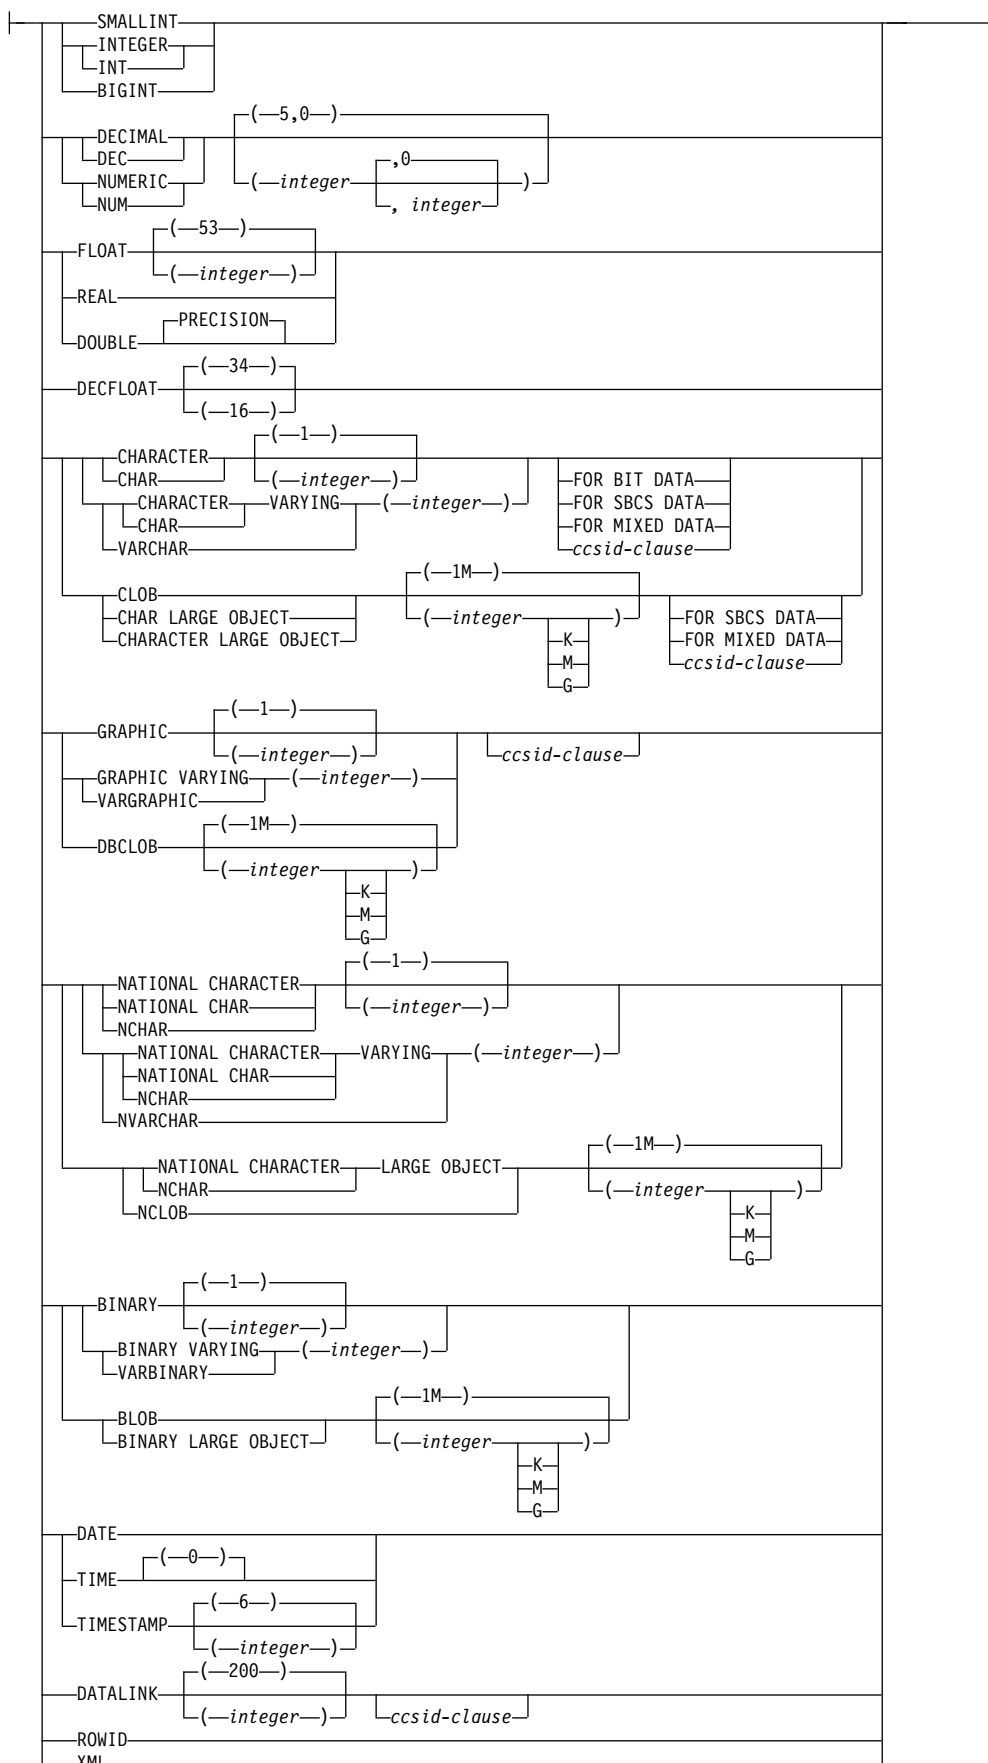 SMALLINT
INTEGER
INT
BIGINT
( 5,0 )
DECIMAL
DEC
,0
NUMERIC ( integer )
NUM , integer
( 53 )
FLOAT
( integer )
REAL
PRECISION
DOUBLE
( 34 )
DECFLOAT
( 16 )
( 1 )
CHARACTER
CHAR ( integer ) FOR BIT DATA
CHARACTER VARYING ( integer ) FOR SBCS DATA
CHAR FOR MIXED DATA
VARCHAR ccsid-clause
( 1M )
CLOB
CHAR LARGE OBJECT ( integer ) FOR SBCS DATA
CHARACTER LARGE OBJECT K FOR MIXED DATA
M ccsid-clause
G
( 1 )
GRAPHIC
( integer ) ccsid-clause
GRAPHIC VARYING ( integer )
VARGRAPHIC
( 1M )
DBCLOB
( integer )
K
M
G
( 1 )
NATIONAL CHARACTER
NATIONAL CHAR ( integer )
NCHAR
NATIONAL CHARACTER VARYING ( integer )
NATIONAL CHAR
NCHAR
NVARCHAR
( 1M )
NATIONAL CHARACTER LARGE OBJECT
NCHAR ( integer )
NCLOB K
M
G
( 1 )
BINARY
( integer )
BINARY VARYING ( integer )
VARBINARY
( 1M )
BLOB
BINARY LARGE OBJECT ( integer )
K
M
G
DATE
( 0 )
TIME
( 6 )
TIMESTAMP
( integer )
( 200 )
DATALINK
( integer ) ccsid-clause
ROWID
XML